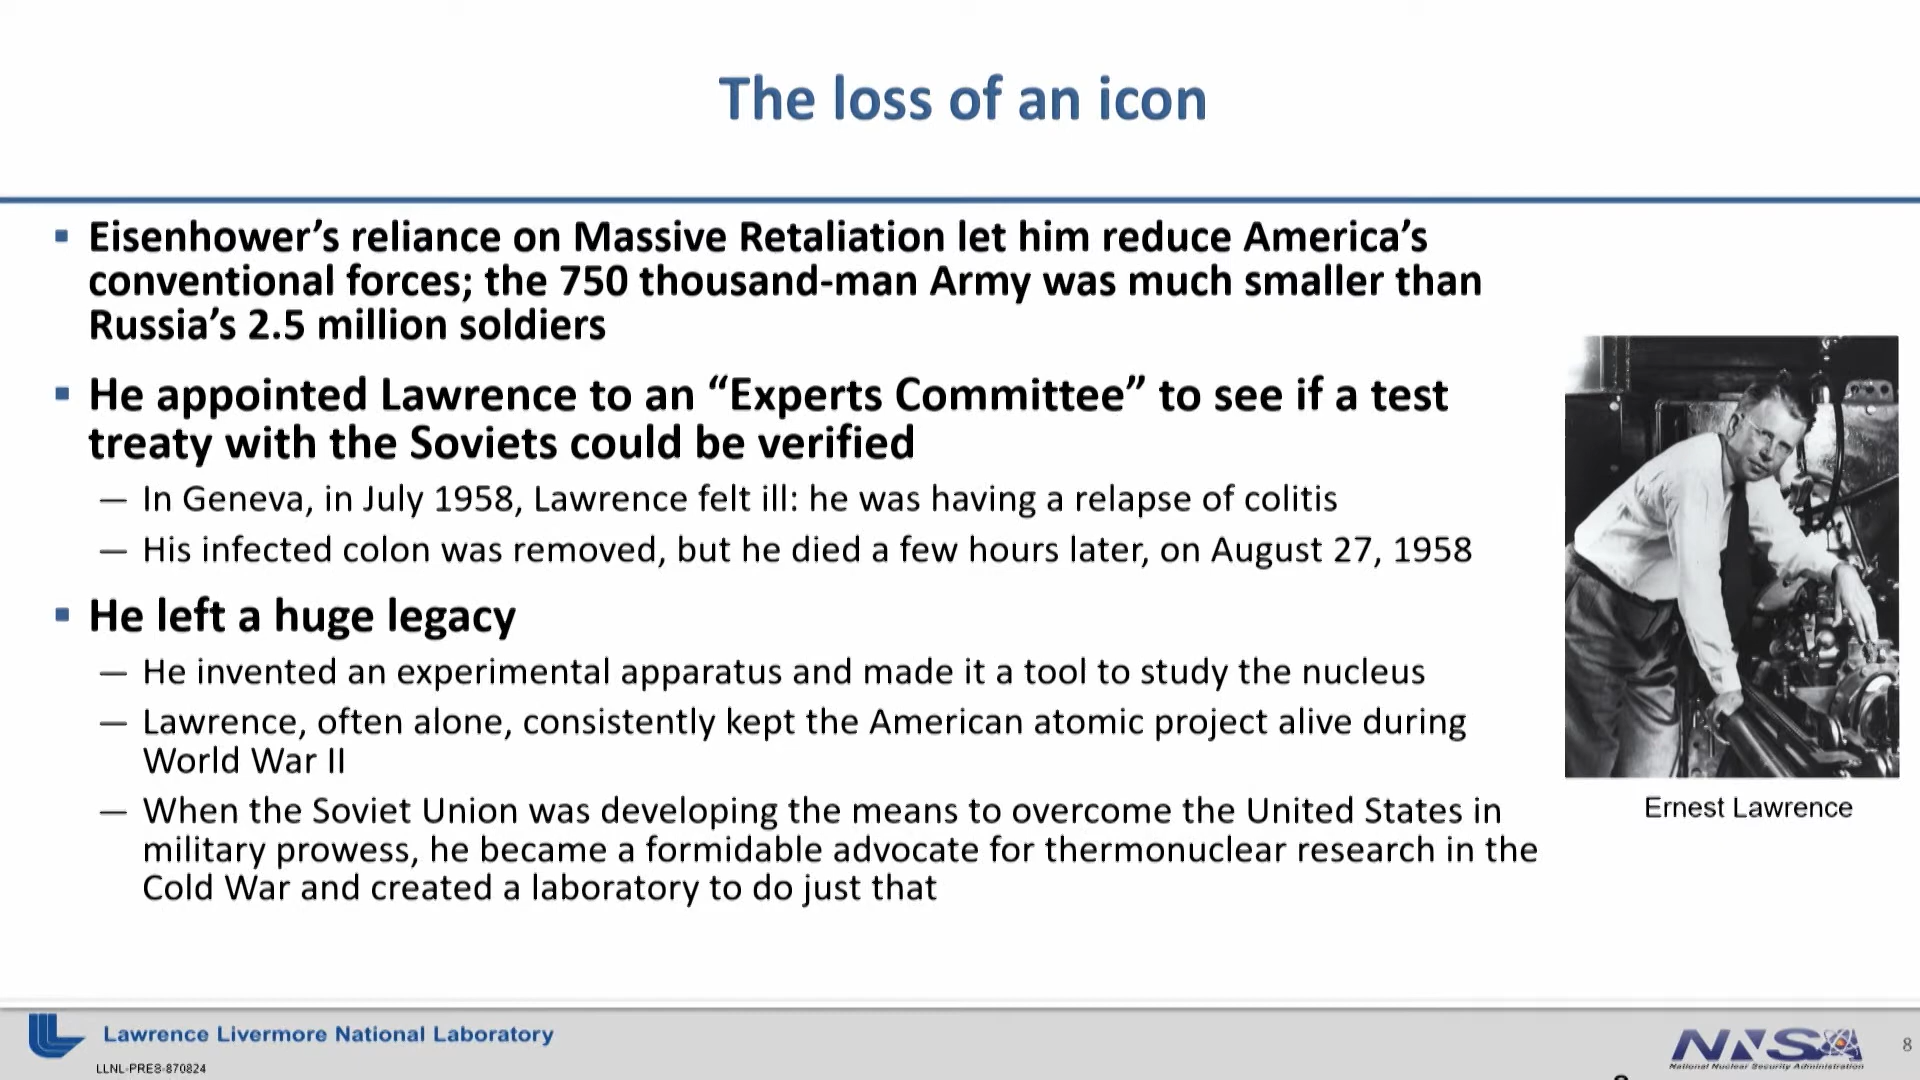 The loss of an icon
Eisenhower’s reliance on Massive Retaliation let him reduce America’s
conventional forces; the 750 thousand-man Army was much smaller than
Russia’s 2.5 million soldiers
He appointed Lawrence to an “Experts Committee” to see if a test
treaty with the Soviets could be verified
— In Geneva, in July 1958, Lawrence felt ill: he was having a relapse of colitis
— His infected colon was removed, but he died a few hours later, on August 27, 1958
He left a huge legacy
— He invented an experimental apparatus and made it a tool to study the nucleus
— Lawrence, often alone, consistently kept the American atomic project alive during
World War II
— When the Soviet Union was developing the means to overcome the United States in
military prowess, he became a formidable advocate for thermonuclear research in the
Cold War and created a laboratory to do just that
Ernest Lawrence
Lawrence Livermore National Laboratory
LLNL-PRES-870824
NNSA
National Nuclear Security Administration
8